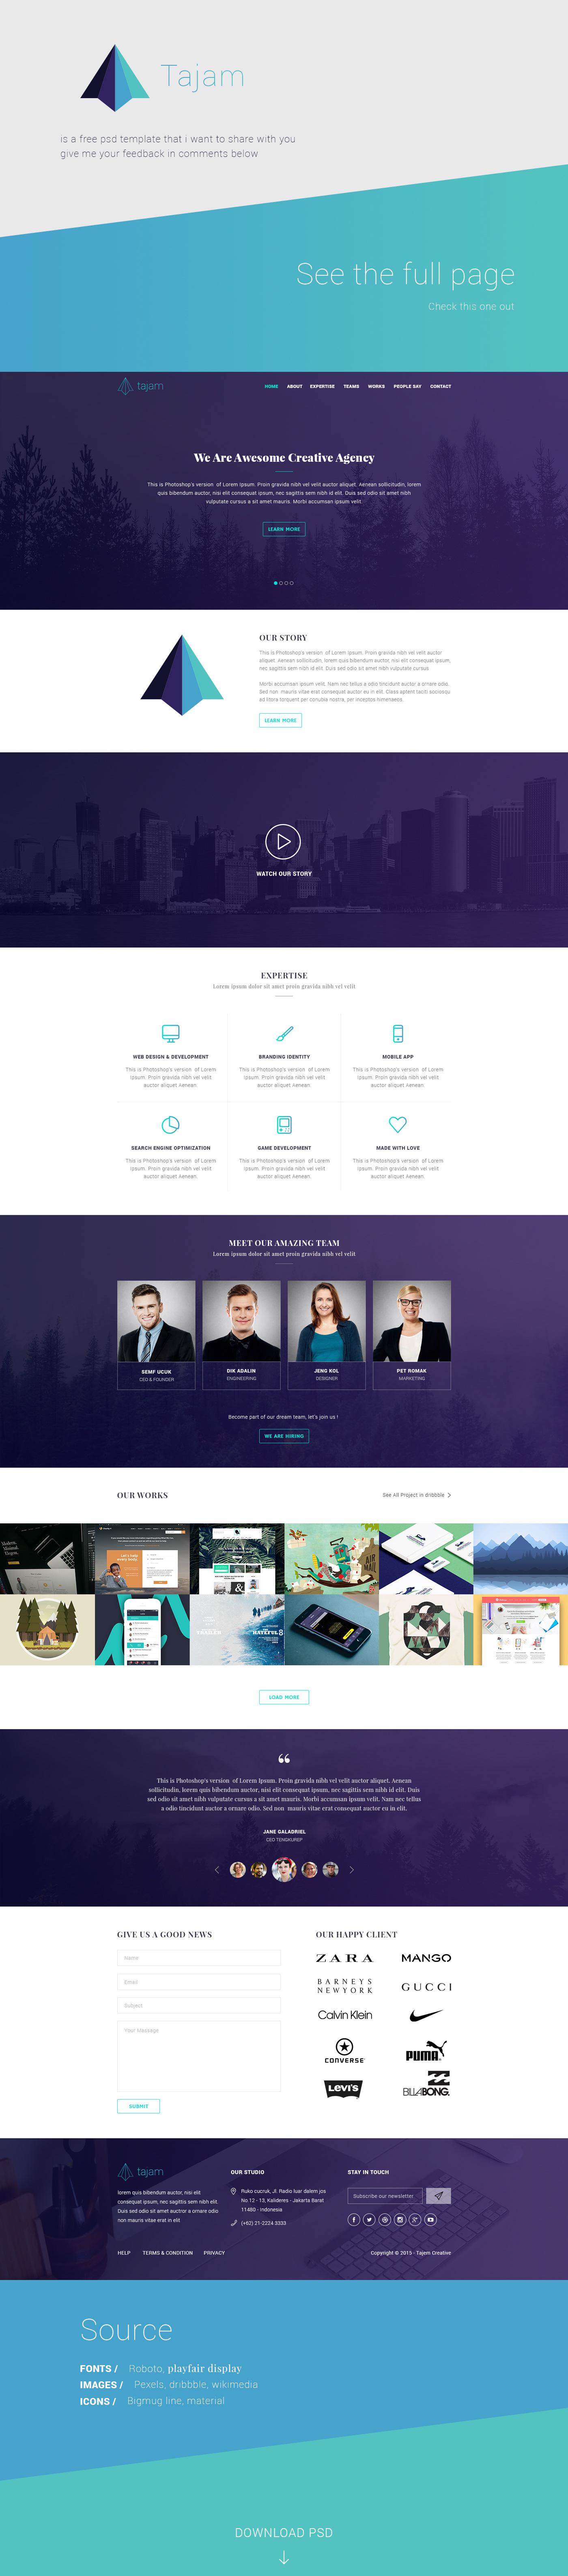 Tajam
is a free psd template that i want to share with you
give me your feedback in comments below
See the full page
Check this one out
tajam
HOME ABOUT EXPERTISE TEAMS WORKS PEOPLE SAY CONTACT
We Are Awesome Creative Agency
This is Photoshop's version of Lorem Ipsum. Proin gravida nibh vel velit auctor aliquet. Aenean sollicitudin, lorem
quis bibendum auctor, nisi elit consequat ipsum, nec sagittis sem nibh id elit. Duis sed odio sit amet nibh
vulputate cursus a sit amet mauris. Morbi accumsan ipsum velit.
LEARN MORE
OUR STORY
This is Photoshop's version of Lorem Ipsum. Proin gravida nibh vel velit auctor
aliquet. Aenean sollicitudin, lorem quis bibendum auctor, nisi elit consequat ipsum,
nec sagittis sem nibh id elit. Duis sed odio sit amet nibh vulputate cursus
Morbi accumsan ipsum velit. Nam nec tellus a odio tincidunt auctor a ornare odio.
Sed non mauris vitae erat consequat auctor eu in elit. Class aptent taciti sociosqu
ad litora torquent per conubia nostra, per inceptos himenaeos.
LEARN MORE
WATCH OUR STORY
EXPERTISE
Lorem ipsum dolor sit amet proin gravida nibh vel velit
WEB DESIGN & DEVELOPMENT
This is Photoshop's version of Lorem
Ipsum. Proin gravida nibh vel velit
auctor aliquet Aenean.
BRANDING IDENTITY
This is Photoshop's version of Lorem
Ipsum. Proin gravida nibh vel velit
auctor aliquet Aenean.
MOBILE APP
This is Photoshop's version of Lorem
Ipsum. Proin gravida nibh vel velit
auctor aliquet Aenean.
SEARCH ENGINE OPTIMIZATION
This is Photoshop's version of Lorem
Ipsum. Proin gravida nibh vel velit
auctor aliquet Aenean.
GAME DEVELOPMENT
This is Photoshop's version of Lorem
Ipsum. Proin gravida nibh vel velit
auctor aliquet Aenean.
MADE WITH LOVE
This is Photoshop's version of Lorem
Ipsum. Proin gravida nibh vel velit
auctor aliquet Aenean.
MEET OUR AMAZING TEAM
Lorem ipsum dolor sit amet proin gravida nibh vel velit
SEMF UCUK
CEO & FOUNDER
DIK ADALIN
ENGINEERING
JENG KOL
DESIGNER
PET ROMAK
MARKETING
Become part of our dream team, let's join us !
WE ARE HIRING
OUR WORKS
See All Project in dribbble
LOAD MORE
“
This is Photoshop's version of Lorem Ipsum. Proin gravida nibh vel velit auctor aliquet. Aenean
sollicitudin, lorem quis bibendum auctor, nisi elit consequat ipsum, nec sagittis sem nibh id elit. Duis
sed odio sit amet nibh vulputate cursus a sit amet mauris. Morbi accumsan ipsum velit. Nam nec tellus
a odio tincidunt auctor a ornare odio. Sed non mauris vitae erat consequat auctor eu in elit.
JANE GALADRIEL
CEO TENGKUREP
GIVE US A GOOD NEWS
Name
Email
Subject
Your Massage
SUBMIT
OUR HAPPY CLIENT
ZARA
MANGO
BARNEYS
NEWYORK
GUCCI
Calvin Klein
CONVERSE
PUMA
LEVI'S
BILLABONG
tajam
lorem quis bibendum auctor, nisi elit
consequat ipsum, nec sagittis sem nibh elit.
Duis sed odio sit amet auctror a ornare odio
non mauris vitae erat in elit
OUR STUDIO
Ruko cucruk, Jl. Radio luar dalem jos
No.12 - 13, Kalideres - Jakarta Barat
11480 - Indonesia
(+62) 21-2224 3333
STAY IN TOUCH
Subscribe our newsletter
HELP TERMS & CONDITION PRIVACY
Copyright © 2015 - Tajem Creative
Source
FONTS / Roboto, playfair display
IMAGES / Pexels, dribbble, wikimedia
ICONS / Bigmug line, material
DOWNLOAD PSD